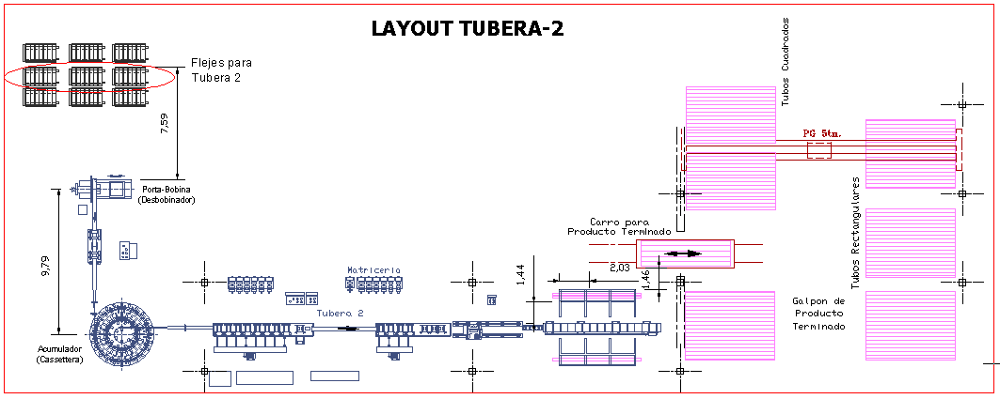 LAYOUT TUBERA-2
Flejes para
Tubera 2
7,59
Porta-Bobina
(Desbobinador)
9,79
Acumulador
(Cassettera)
Matriceria
Tubera 2
1,44
2,03
1,46
Carro para
Producto Terminado
Tubos Cuadrados
PG 5tn.
Tubos Rectangulares
Galpon de
Producto
Terminado